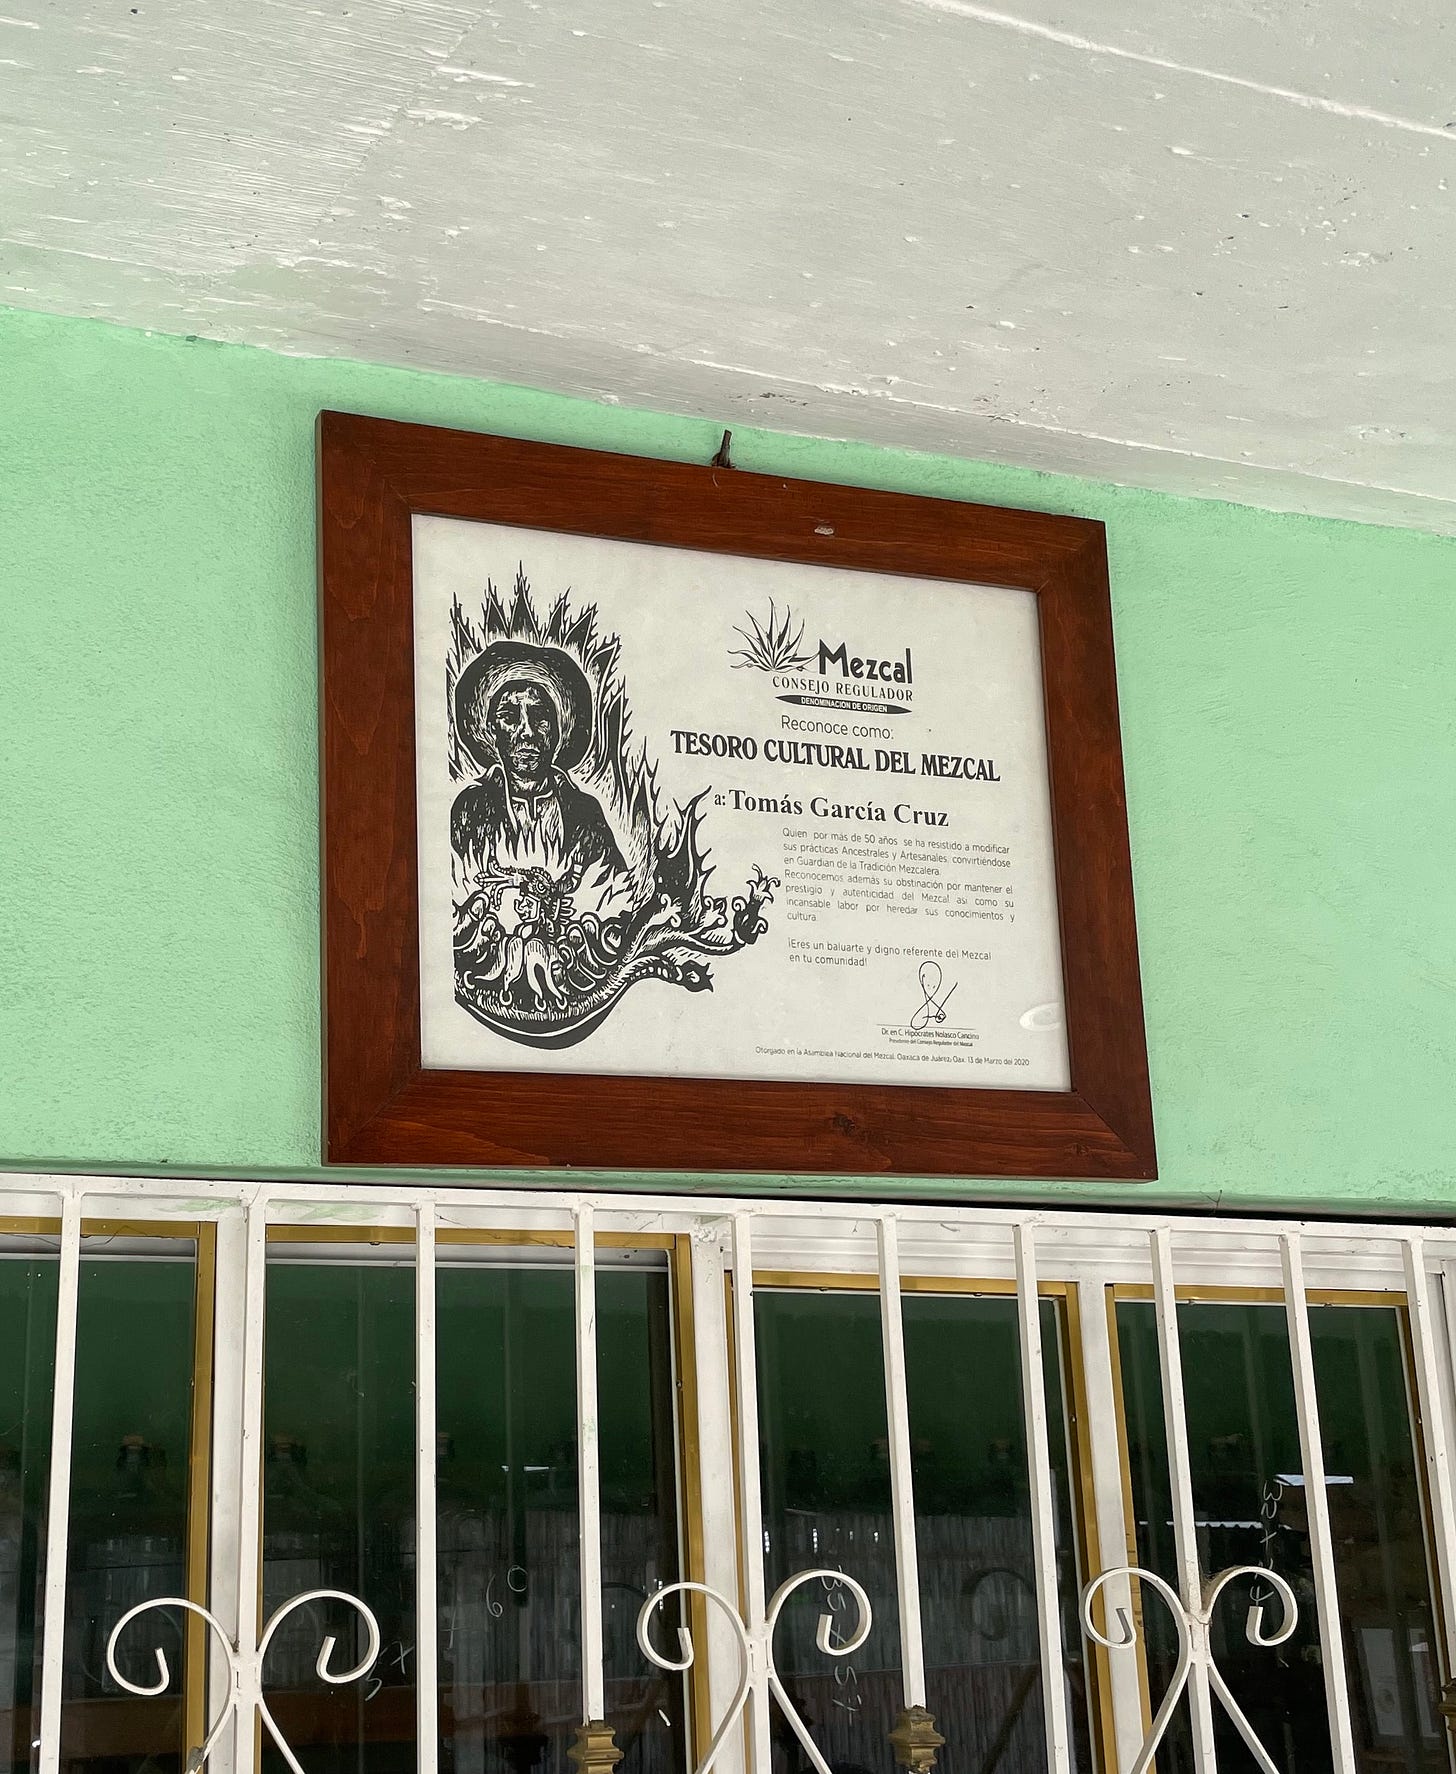 Mezcal
CONSEJO REGULADOR
DENOMINACION DE ORIGEN
Reconoce como:
TESORO CULTURAL DEL MEZCAL
a: Tomás García Cruz
Quien por más de 50 años se ha resistido a modificar
sus prácticas Ancestrales y Artesanales, convirtiéndose
en Guardian de la Tradición Mezcalera.
Reconocemos además su obstinación por mantener el
prestigio y autenticidad del Mezcal así como su
incansable labor por heredar sus conocimientos y
cultura.
¡Eres un baluarte y digno referente del Mezcal
en tu comunidad!
Dr. en C. Hipócrates Nolasco Cancino
Presidente del Consejo Regulador del Mezcal
Otorgado en la Asamblea Nacional del Mezcal, Oaxaca de Juárez, Oax. 13 de Marzo del 2020